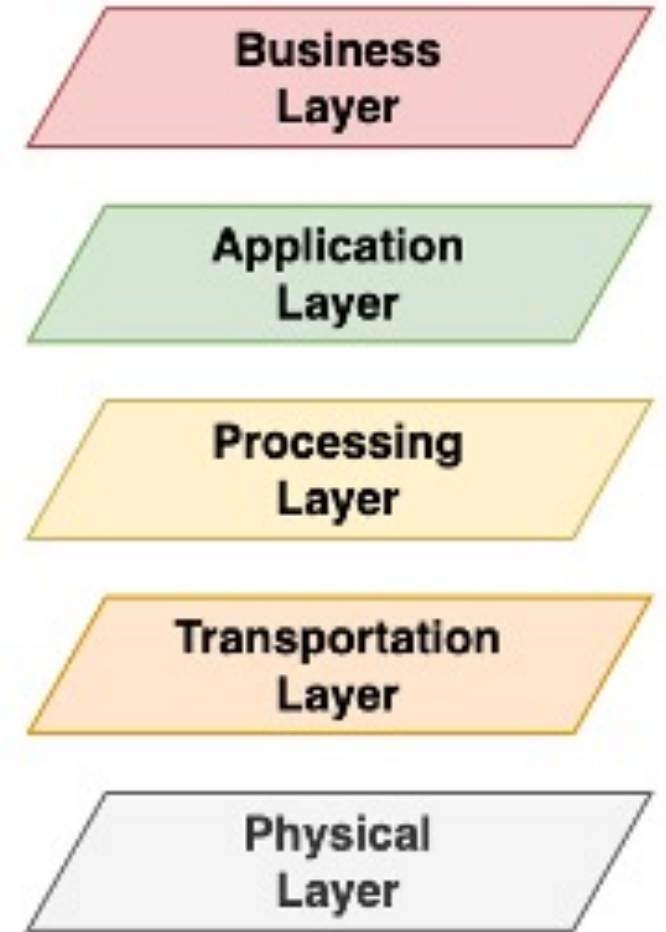 Business
Layer
Application
Layer
Processing
Layer
Transportation
Layer
Physical
Layer